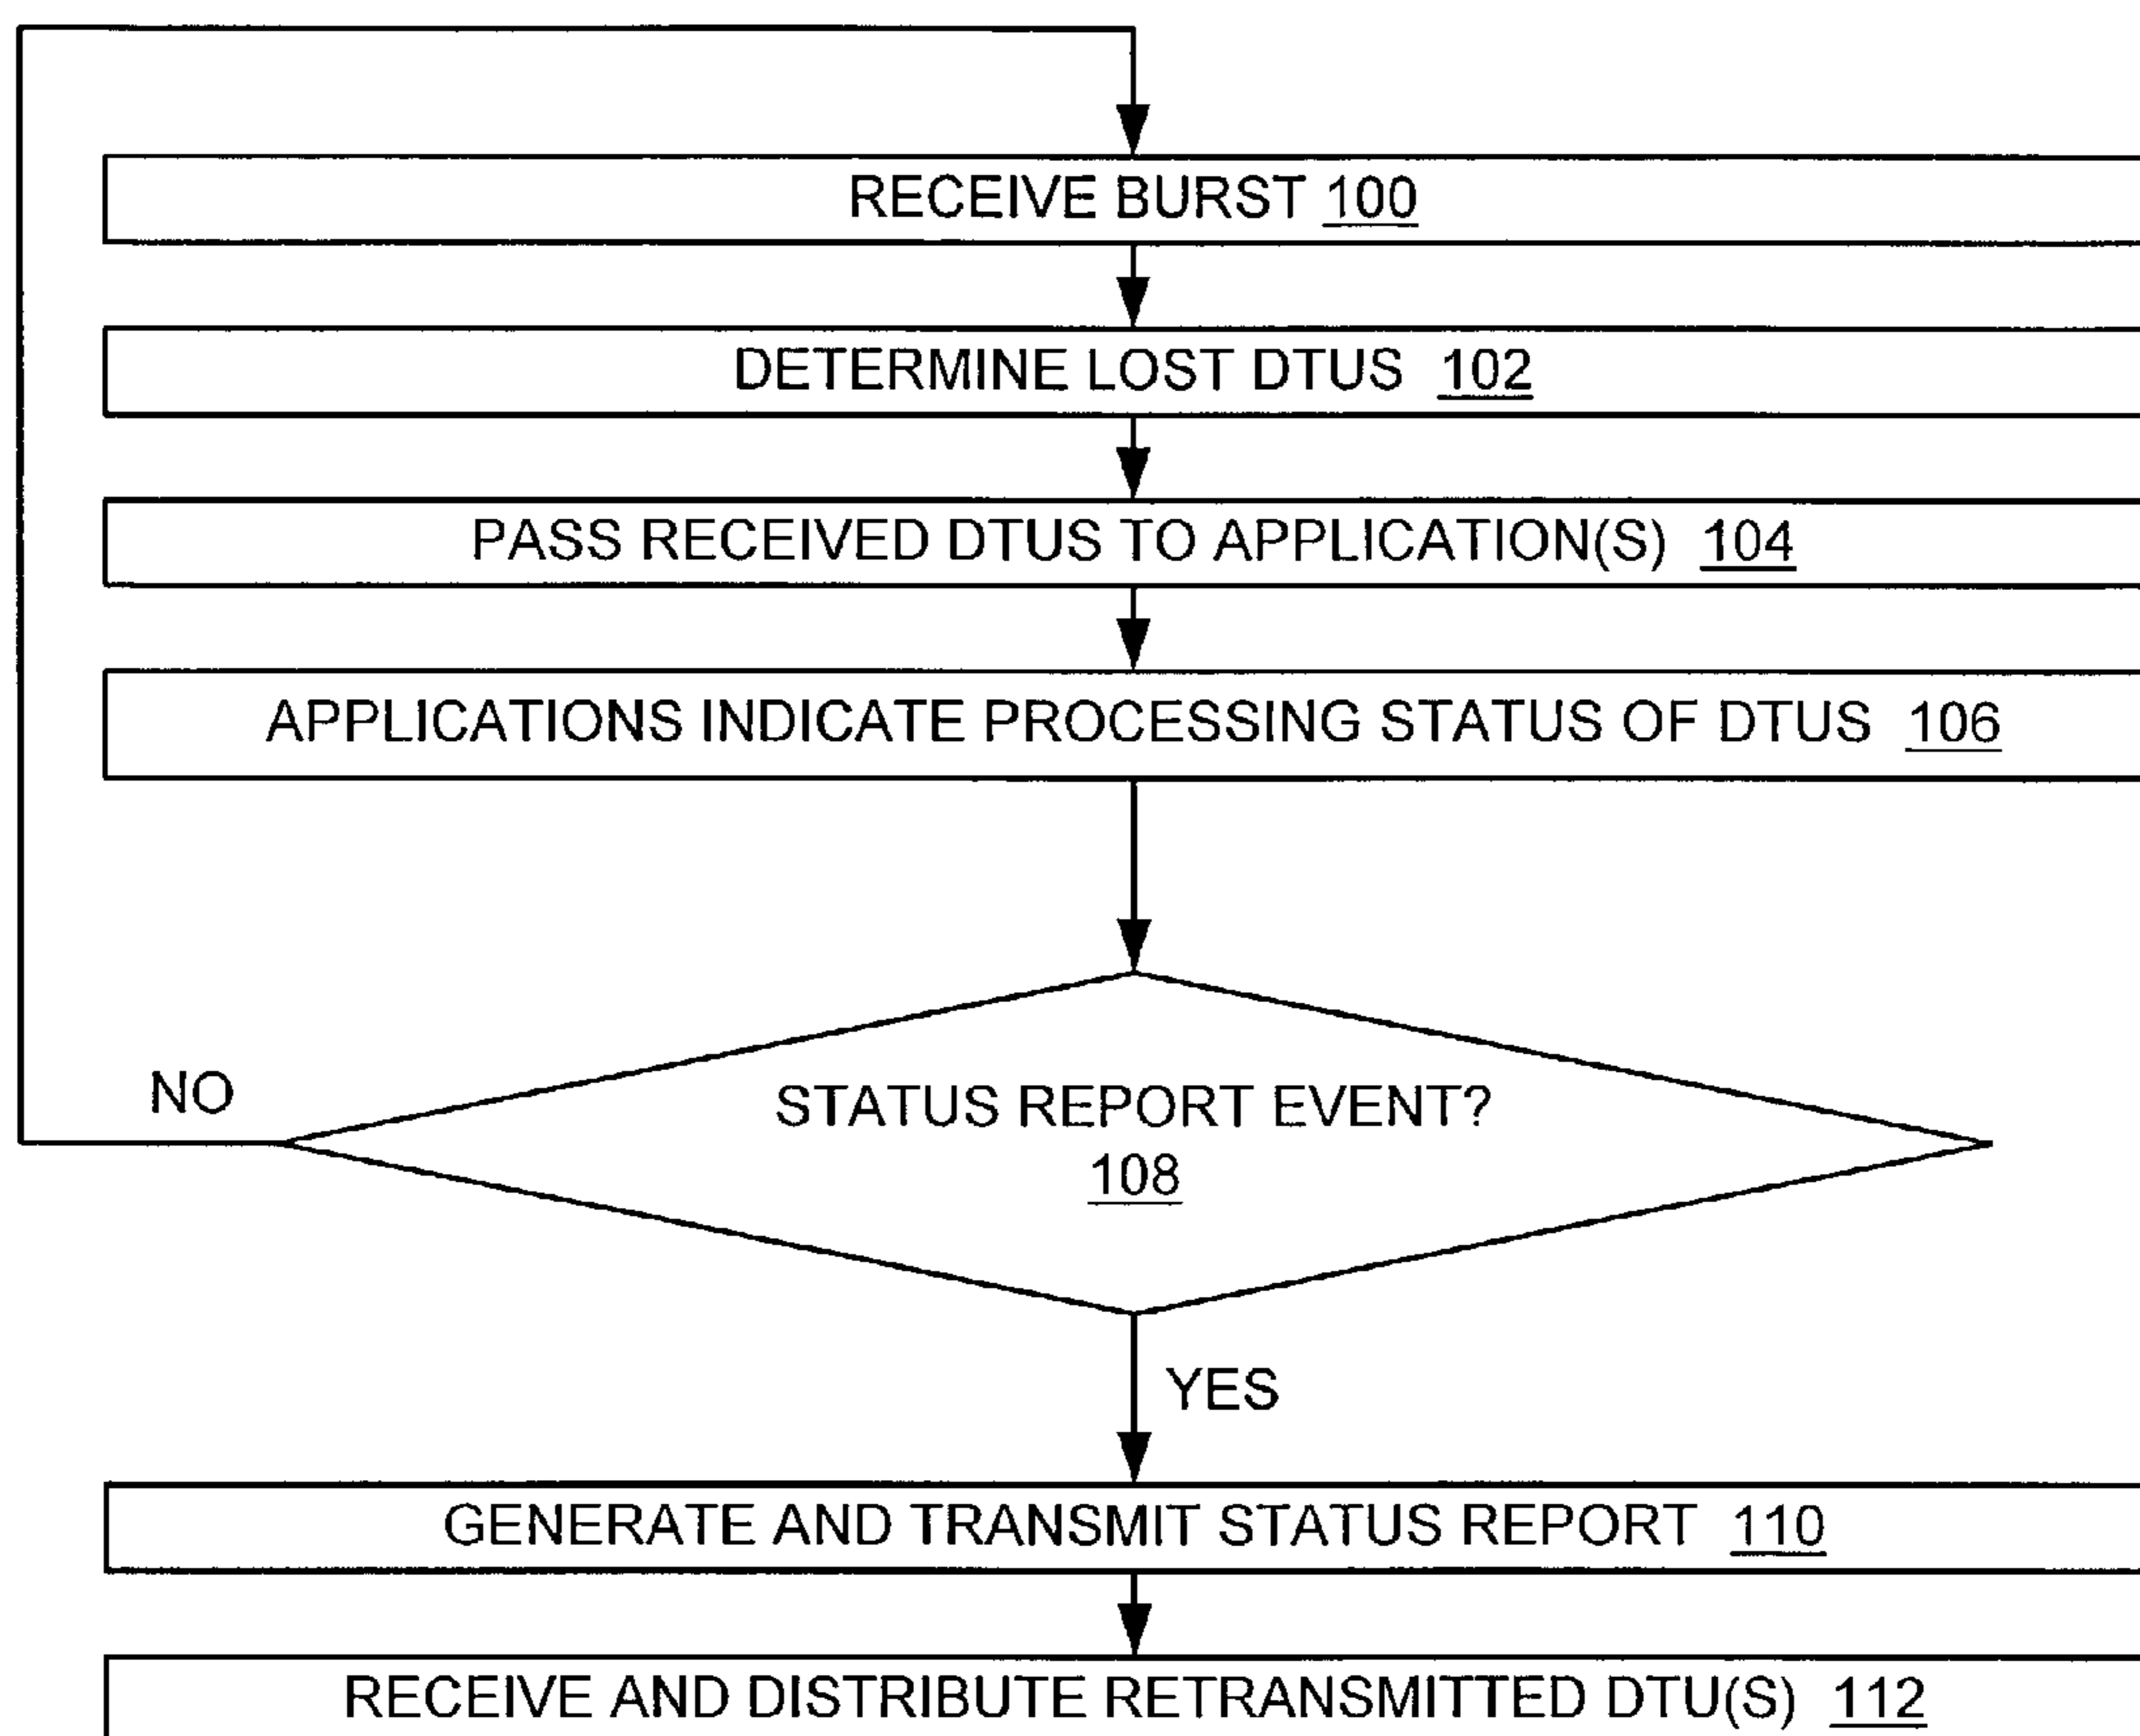 RECEIVE BURST 100
DETERMINE LOST DTUS 102
PASS RECEIVED DTUS TO APPLICATION(S) 104
APPLICATIONS INDICATE PROCESSING STATUS OF DTUS 106
NO
STATUS REPORT EVENT?
108
YES
GENERATE AND TRANSMIT STATUS REPORT 110
RECEIVE AND DISTRIBUTE RETRANSMITTED DTU(S) 112